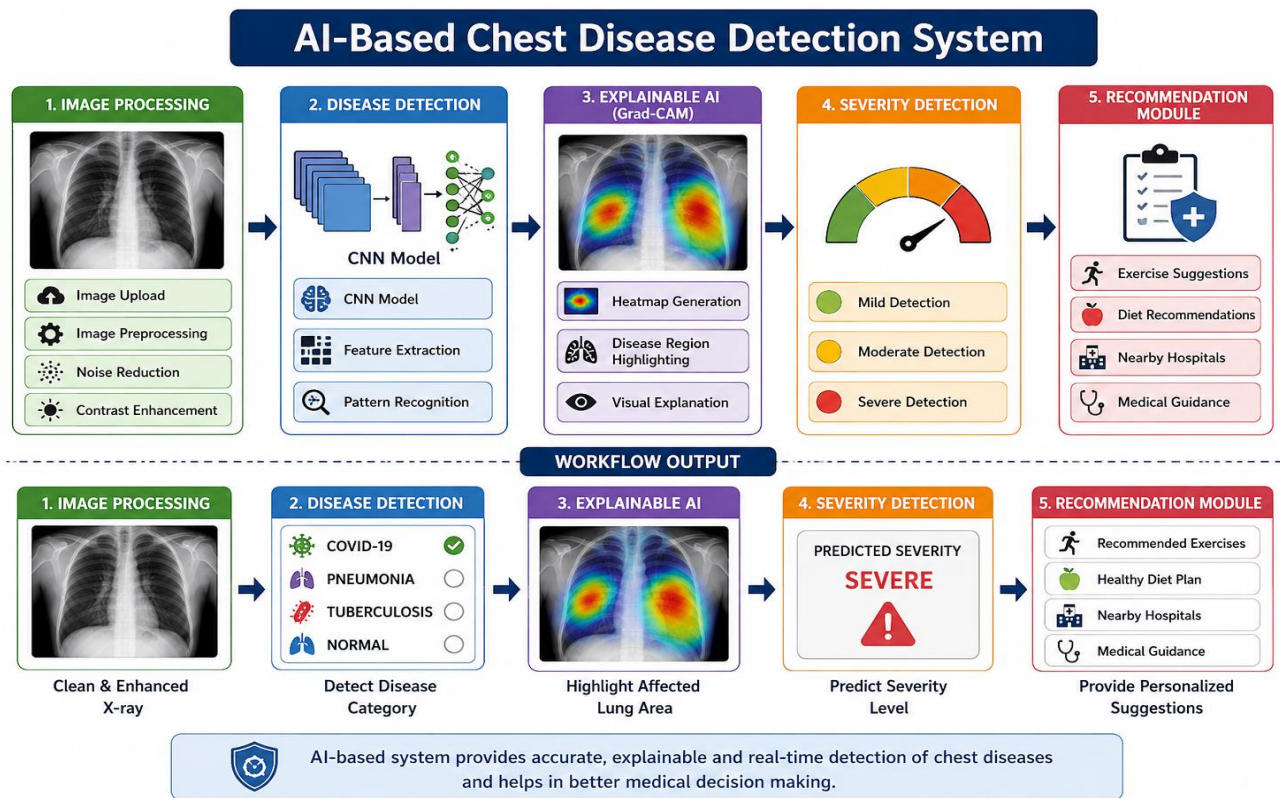 AI-Based Chest Disease Detection System
1. IMAGE PROCESSING
Image Upload
Image Preprocessing
Noise Reduction
Contrast Enhancement
2. DISEASE DETECTION
CNN Model
CNN Model
Feature Extraction
Pattern Recognition
3. EXPLAINABLE AI
(Grad-CAM)
Heatmap Generation
Disease Region
Highlighting
Visual Explanation
4. SEVERITY DETECTION
Mild Detection
Moderate Detection
Severe Detection
5. RECOMMENDATION
MODULE
Exercise Suggestions
Diet Recommendations
Nearby Hospitals
Medical Guidance
WORKFLOW OUTPUT
1. IMAGE PROCESSING
Clean & Enhanced
X-ray
2. DISEASE DETECTION
COVID-19
PNEUMONIA
TUBERCULOSIS
NORMAL
Detect Disease
Category
3. EXPLAINABLE AI
Highlight Affected
Lung Area
4. SEVERITY DETECTION
PREDICTED SEVERITY
SEVERE
Predict Severity
Level
5. RECOMMENDATION MODULE
Recommended Exercises
Healthy Diet Plan
Nearby Hospitals
Medical Guidance
Provide Personalized
Suggestions
AI-based system provides accurate, explainable and real-time detection of chest diseases
and helps in better medical decision making.